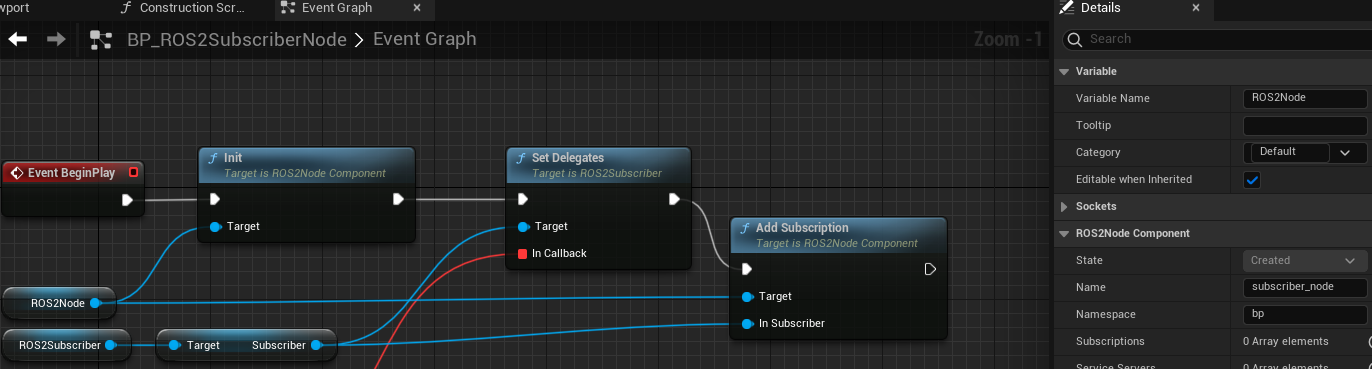 wport
Construction Scr...
Event Graph
BP_ROS2SubscriberNode > Event Graph
Zoom -1
Event BeginPlay
Init
Target is ROS2Node Component
Target
Set Delegates
Target is ROS2Subscriber
Target
In Callback
Add Subscription
Target is ROS2Node Component
Target
In Subscriber
ROS2Node
ROS2Subscriber
Target Subscriber
Details
Search
Variable
Variable Name ROS2Node
Tooltip
Category Default
Editable when Inherited
Sockets
ROS2Node Component
State Created
Name subscriber_node
Namespace bp
Subscriptions 0 Array elements
Service Servers 0 Array elements